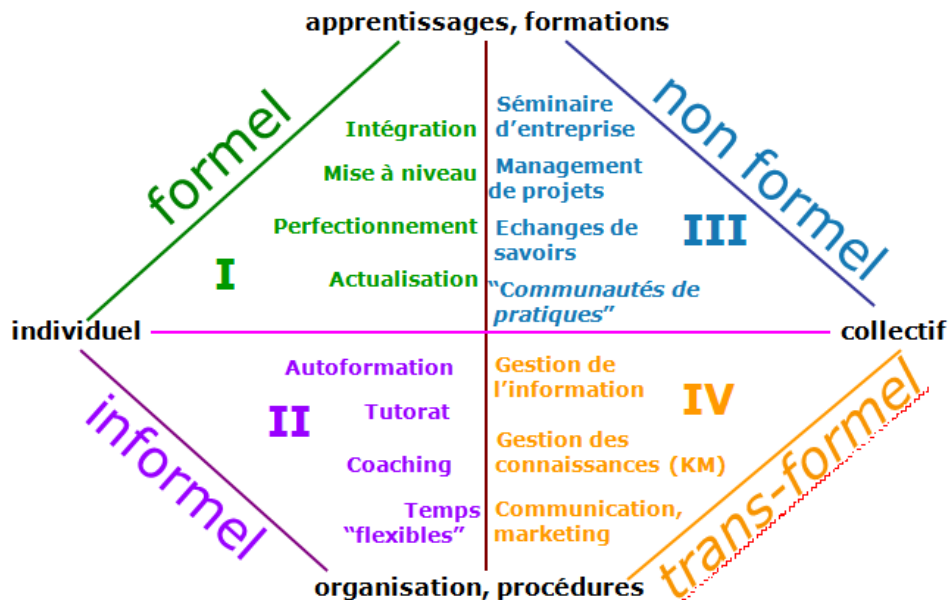 apprentissages, formations
formel
Intégration
Mise à niveau
Perfectionnement
I
Actualisation
Séminaire
d’entreprise
Management
de projets
Echanges de
savoirs
III
“Communautés de
pratiques”
non formel
individuel
collectif
Autoformation
II
Tutorat
Coaching
Temps
“flexibles”
informel
Gestion de
l’information
IV
Gestion des
connaissances (KM)
Communication,
marketing
trans-formel
organisation, procédures